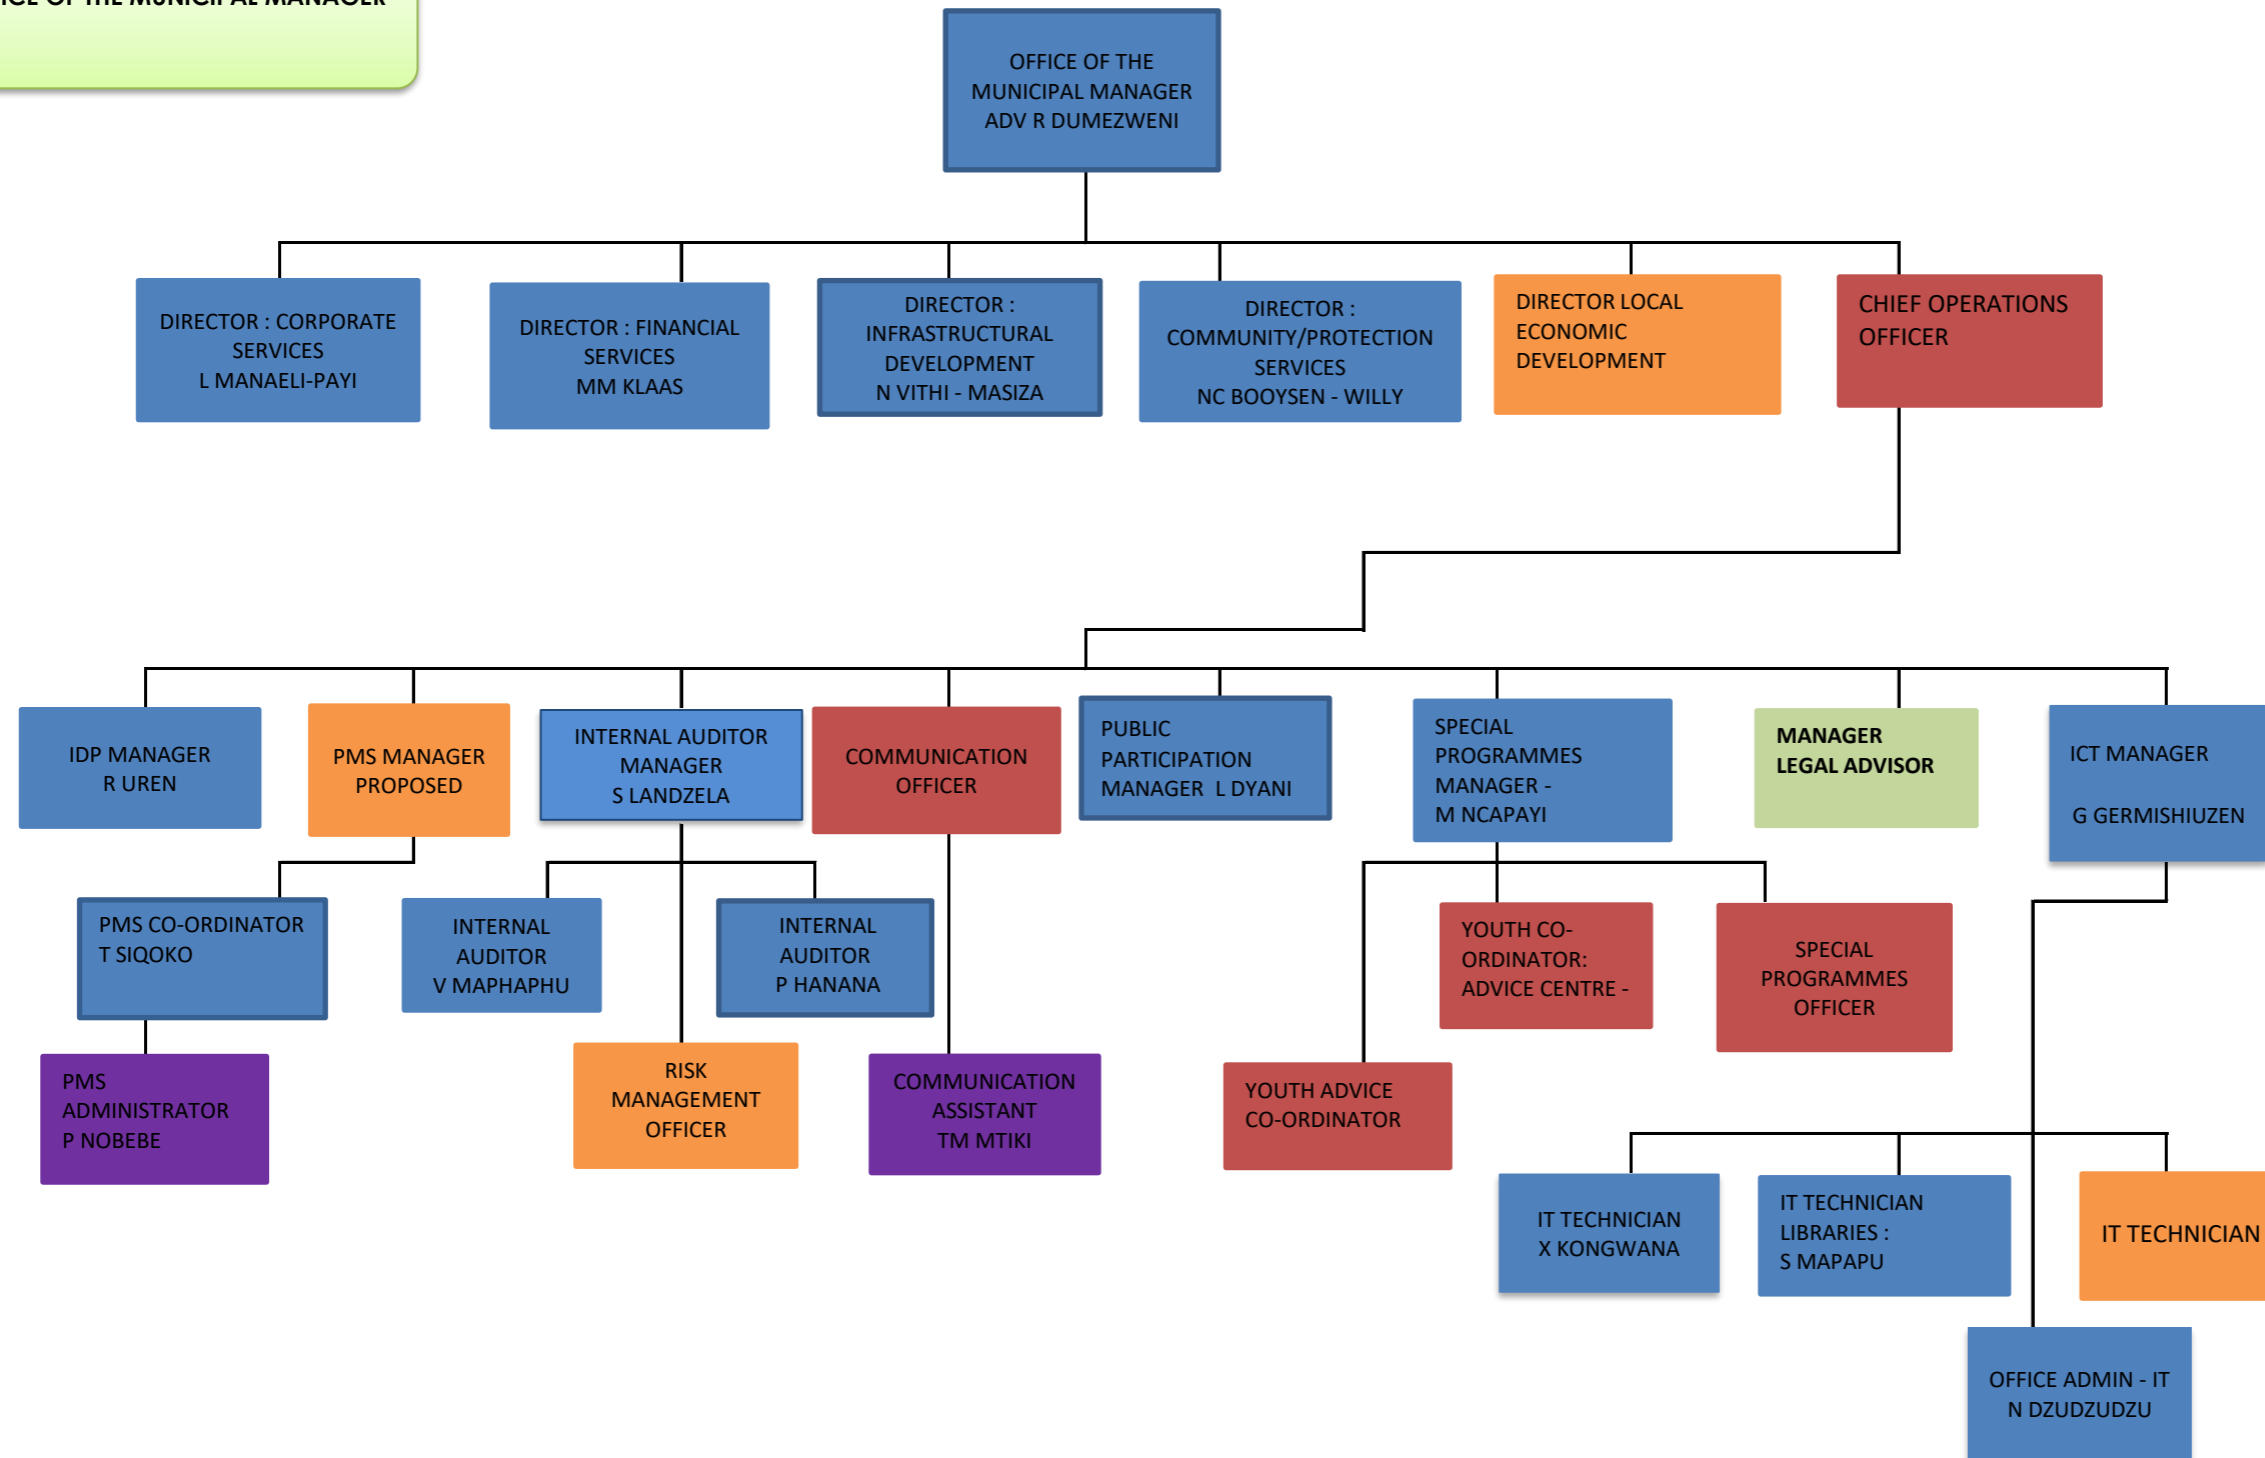 OF THE MUNICIPAL MANAGER
OFFICE OF THE
MUNICIPAL MANAGER
ADV R DUMEZWENI
DIRECTOR : CORPORATE
SERVICES
L MANAELI-PAYI
DIRECTOR : FINANCIAL
SERVICES
MM KLAAS
DIRECTOR :
INFRASTRUCTURAL
DEVELOPMENT
N VITHI - MASIZA
DIRECTOR :
COMMUNITY/PROTECTION
SERVICES
NC BOOYSEN - WILLY
DIRECTOR LOCAL
ECONOMIC
DEVELOPMENT
CHIEF OPERATIONS
OFFICER
IDP MANAGER
R UREN
PMS MANAGER
PROPOSED
INTERNAL AUDITOR
MANAGER
S LANDZELA
COMMUNICATION
OFFICER
PUBLIC
PARTICIPATION
MANAGER L DYANI
SPECIAL
PROGRAMMES
MANAGER -
M NCAPAYI
MANAGER
LEGAL ADVISOR
ICT MANAGER
G GERMISHIUZEN
PMS CO-ORDINATOR
T SIQOKO
INTERNAL
AUDITOR
V MAPHAPHU
INTERNAL
AUDITOR
P HANANA
YOUTH CO-
ORDINATOR:
ADVICE CENTRE -
SPECIAL
PROGRAMMES
OFFICER
PMS
ADMINISTRATOR
P NOBEBE
RISK
MANAGEMENT
OFFICER
COMMUNICATION
ASSISTANT
TM MTIKI
YOUTH ADVICE
CO-ORDINATOR
IT TECHNICIAN
X KONGWANA
IT TECHNICIAN
LIBRARIES :
S MAPAPU
IT TECHNICIAN
OFFICE ADMIN - IT
N DZUDZUDZU